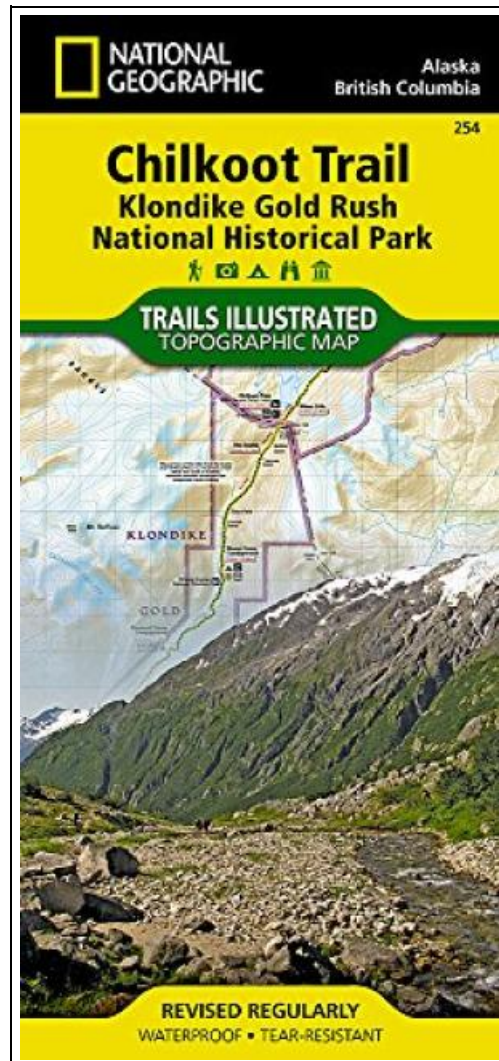 NATIONAL
GEOGRAPHIC
Alaska
British Columbia
254
Chilkoot Trail
Klondike Gold Rush
National Historical Park
TRAILS ILLUSTRATED
TOPOGRAPHIC MAP
KLONDIKE
GOLD
REVISED REGULARLY
WATERPROOF • TEAR-RESISTANT